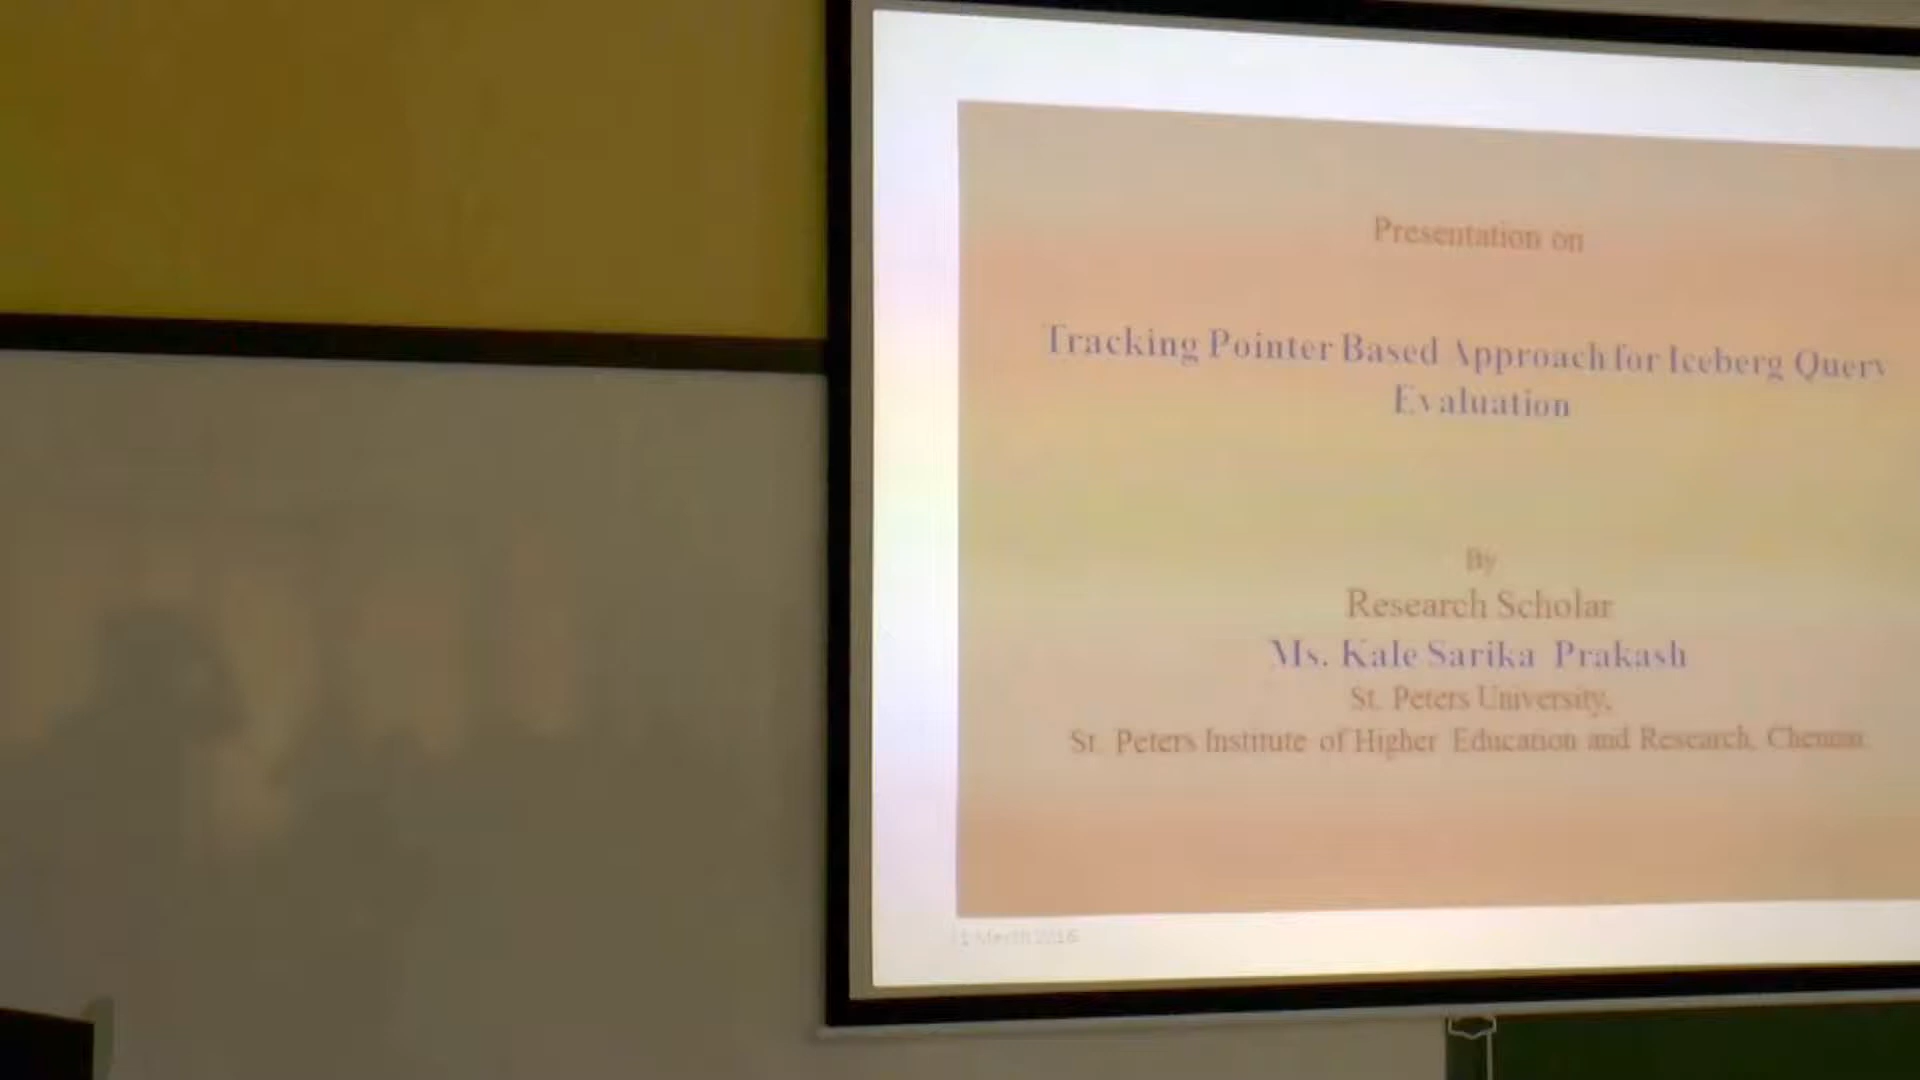 Presentation on
Tracking Pointer Based Approach for Iceberg Query
Evaluation
By
Research Scholar
Ms. Kale Sarika Prakash
St. Peters University,
St. Peters Institute of Higher Education and Research, Chennai